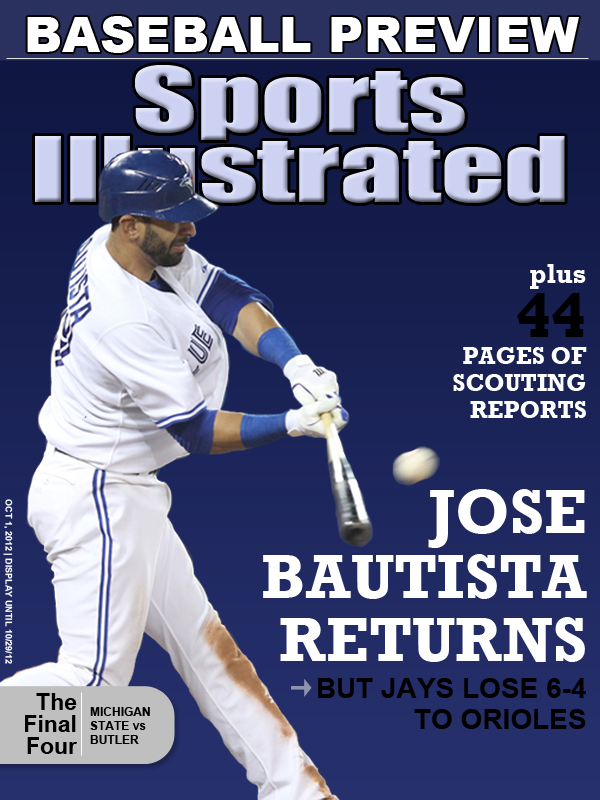 BASEBALL PREVIEW
Sports
Illustrated
plus
44
PAGES OF
SCOUTING
REPORTS
BAUTISTA
JOSE
BAUTISTA
RETURNS
BUT JAYS LOSE 6-4
TO ORIOLES
OCT 1, 2012 | DISPLAY UNTIL 10/29/12
The
Final
Four
MICHIGAN
STATE vs
BUTLER